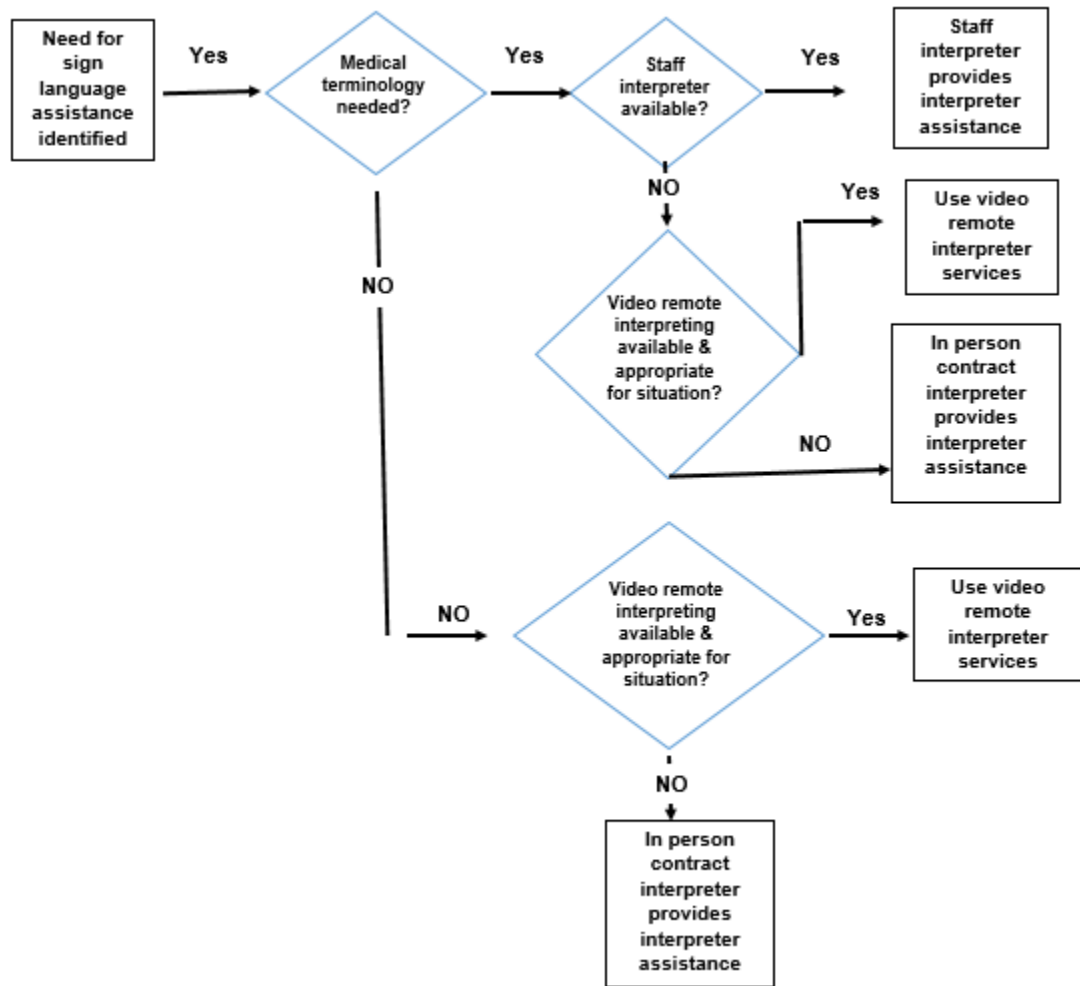 Need for
sign
language
assistance
identified
Yes
Medical
terminology
needed?
Yes
Staff
interpreter
available?
Yes
Staff
interpreter
provides
interpreter
assistance
NO
Yes
Use video
remote
interpreter
services
NO
Video remote
interpreting
available &
appropriate
for situation?
NO
In person
contract
interpreter
provides
interpreter
assistance
NO
Video remote
interpreting
available &
appropriate for
situation?
Yes
Use video
remote
interpreter
services
NO
In person
contract
interpreter
provides
interpreter
assistance